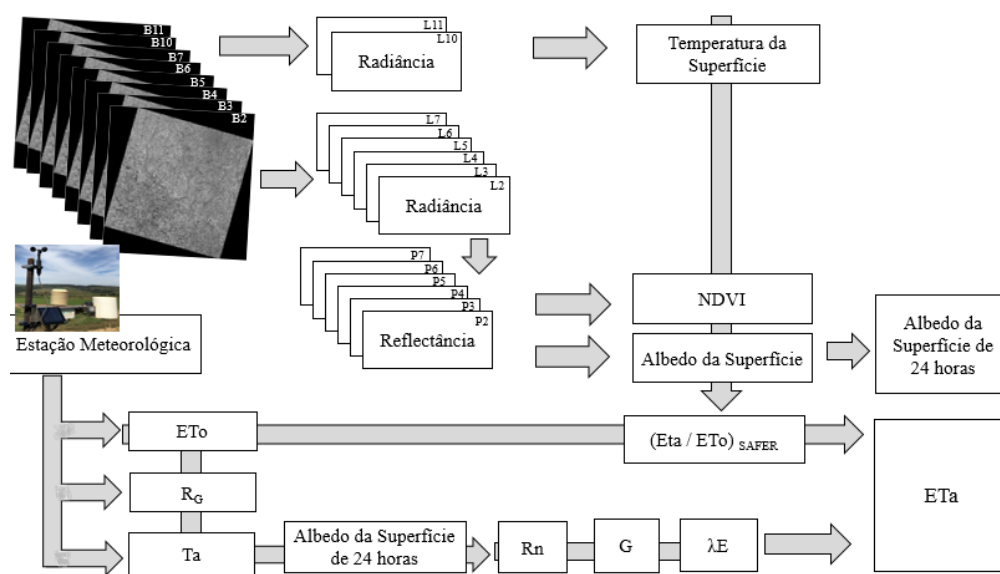 B11
B10
B7
B6
B5
B4
B3
B2
L11
L10
Radiância
Temperatura da
Superfície
L7
L6
L5
L4
L3
L2
Radiância
P7
P6
P5
P4
P3
P2
Reflectância
NDVI
Albedo da Superfície
Albedo da
Superfície de
24 horas
Estação Meteorológica
ETo
(Eta / ETo) SAFER
RG
ETa
Ta
Albedo da Superfície
de 24 horas
Rn
G
λE